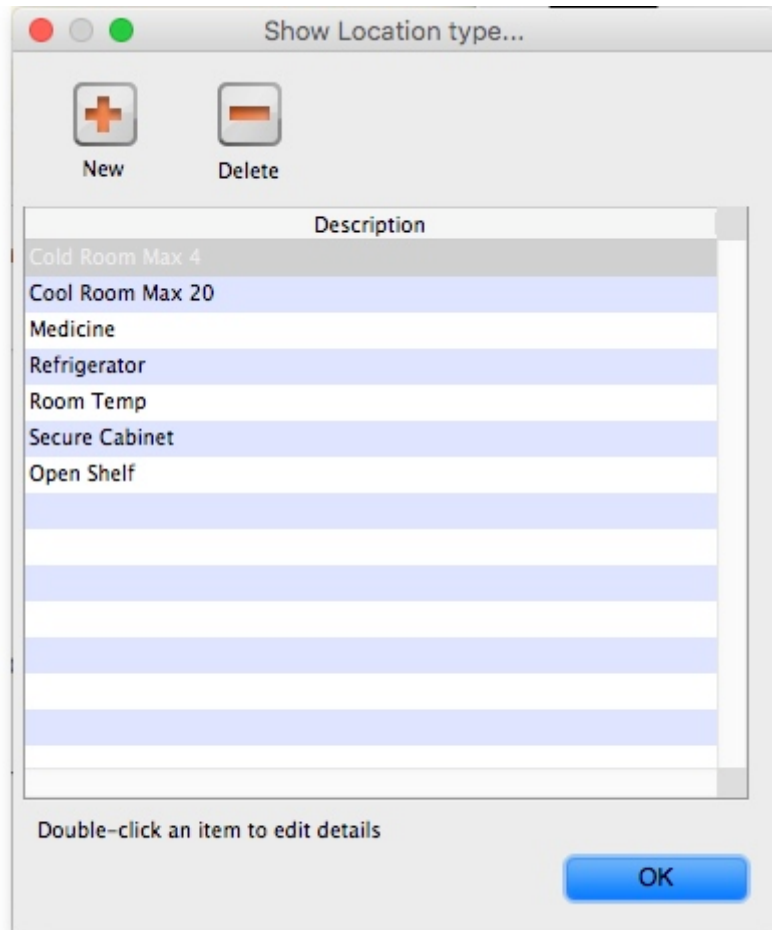 Show Location type...
New Delete
Description
Cold Room Max 4
Cool Room Max 20
Medicine
Refrigerator
Room Temp
Secure Cabinet
Open Shelf
Double-click an item to edit details
OK